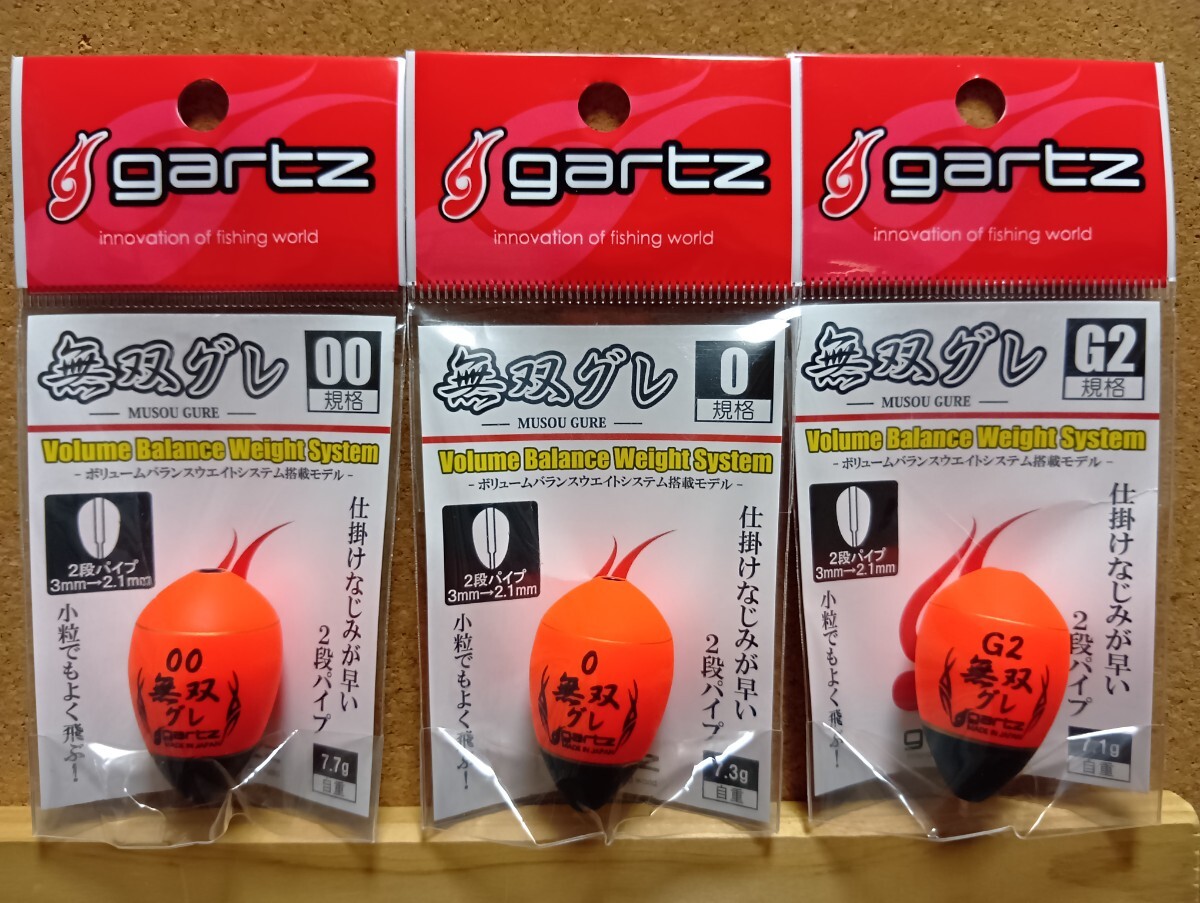 gartz
innovation of fishing world
無双グレ
00
規格
MUSOU GURE
Volume Balance Weight System
- ボリュームバランスウエイトシステム搭載モデル -
2段パイプ
3mm→2.1mm
仕掛けなじみが早い
2段パイプ
小粒でもよく飛ぶ!
00
無双
グレ
gartz
MADE IN JAPAN
7.7g
自重
gartz
innovation of fishing world
無双グレ
0
規格
MUSOU GURE
Volume Balance Weight System
- ボリュームバランスウエイトシステム搭載モデル -
2段パイプ
3mm→2.1mm
仕掛けなじみが早い
2段パイプ
小粒でもよく飛ぶ!
0
無双
グレ
gartz
MADE IN JAPAN
7.3g
自重
gartz
innovation of fishing world
無双グレ
G2
規格
MUSOU GURE
Volume Balance Weight System
- ボリュームバランスウエイトシステム搭載モデル -
2段パイプ
3mm→2.1mm
仕掛けなじみが早い
2段パイプ
小粒でもよく飛ぶ!
G2
無双
グレ
gartz
MADE IN JAPAN
7.1g
自重